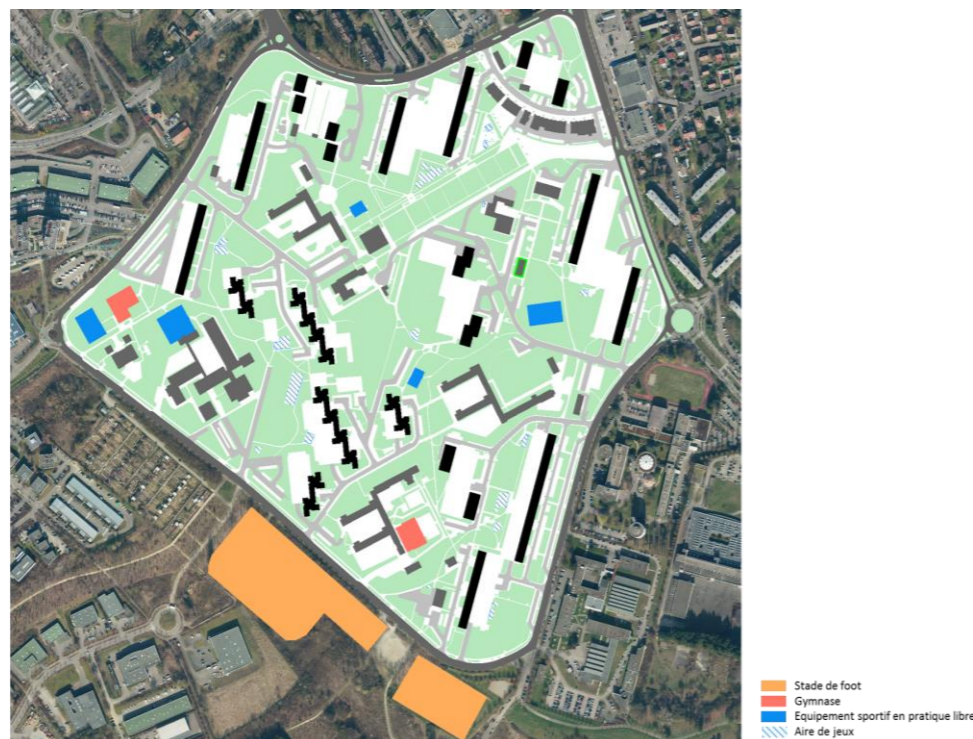 Stade de foot
Gymnase
Equipement sportif en pratique libre
Aire de jeux